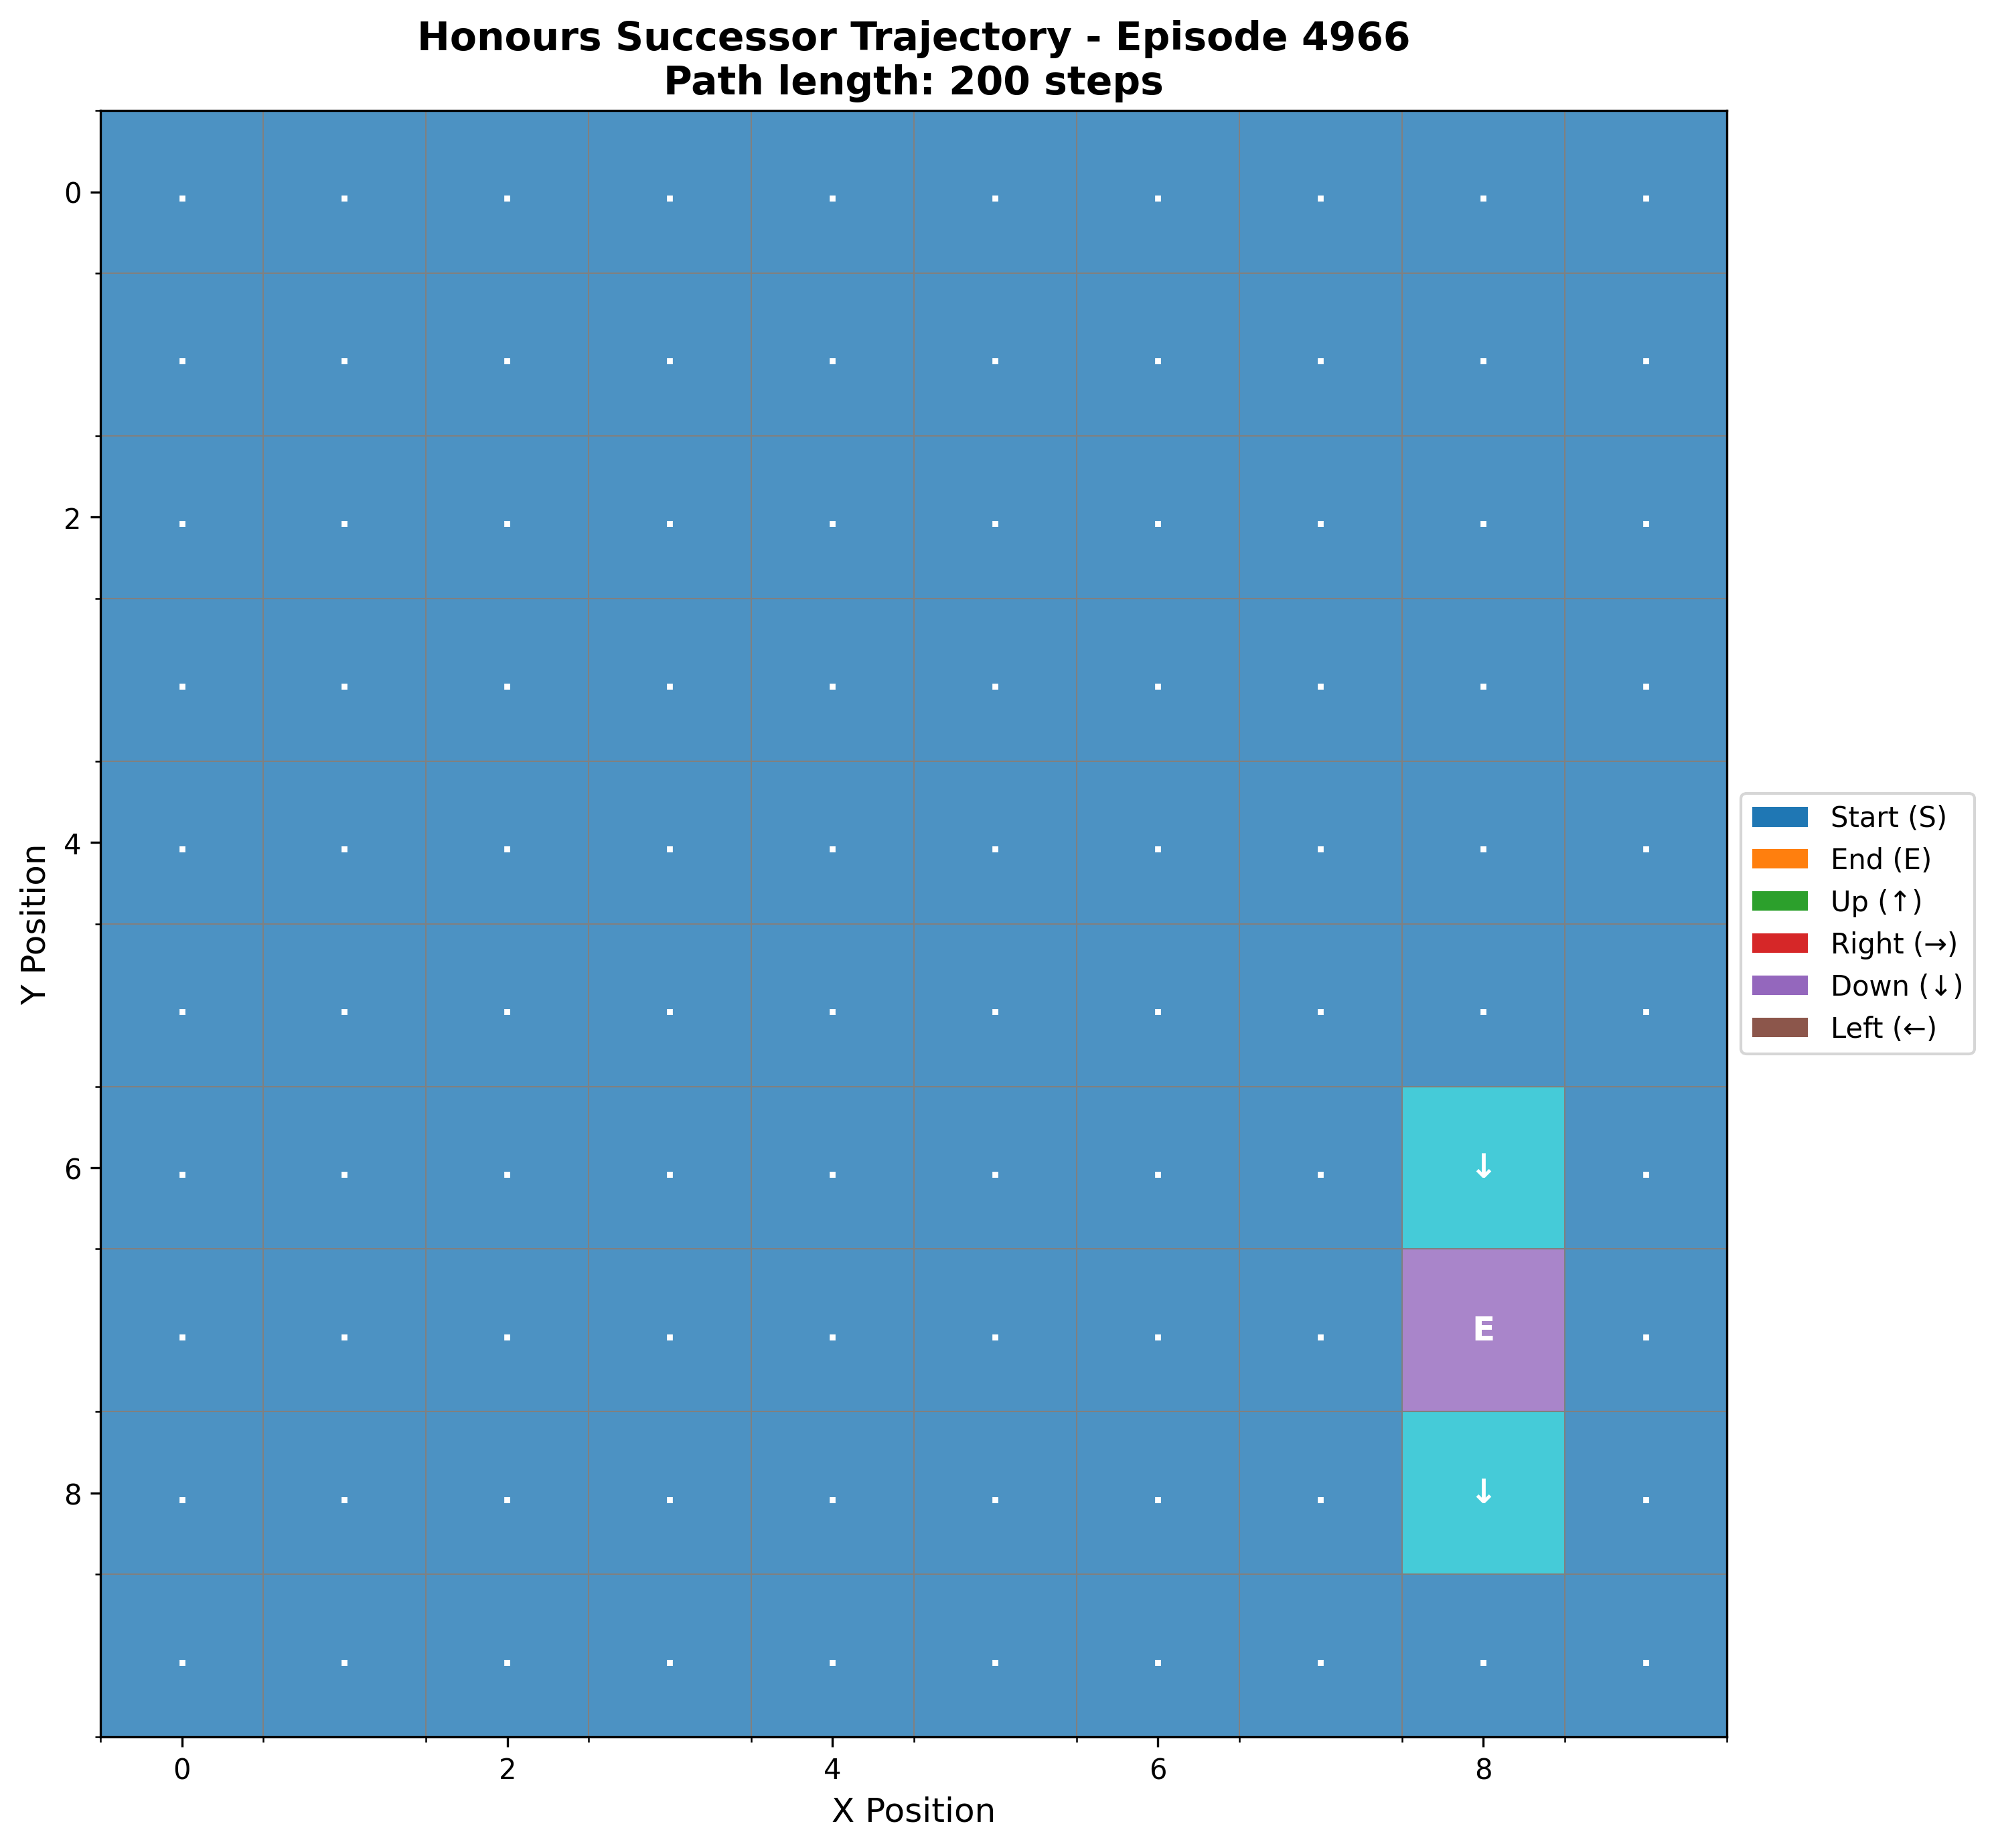 Honours Successor Trajectory - Episode 4966
Path length: 200 steps
0
2
4
6
8
Y Position
↓
E
↓
0 2 4 6 8
X Position
Start (S)
End (E)
Up (↑)
Right (→)
Down (↓)
Left (←)